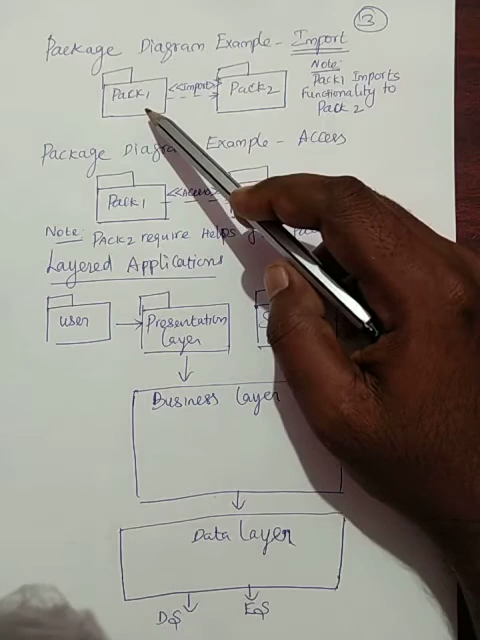 3
Package Diagram Example - Import
Pack1 <<Import>> Pack2
Note:
Pack1 Imports
Functionality to
Pack 2
Package Diagra Example - Access
Pack1 <<Access>>
Note: Pack2 require Helps
Layered Applications
user
Presentation
layer
Business layer
Data layer
DS
ES